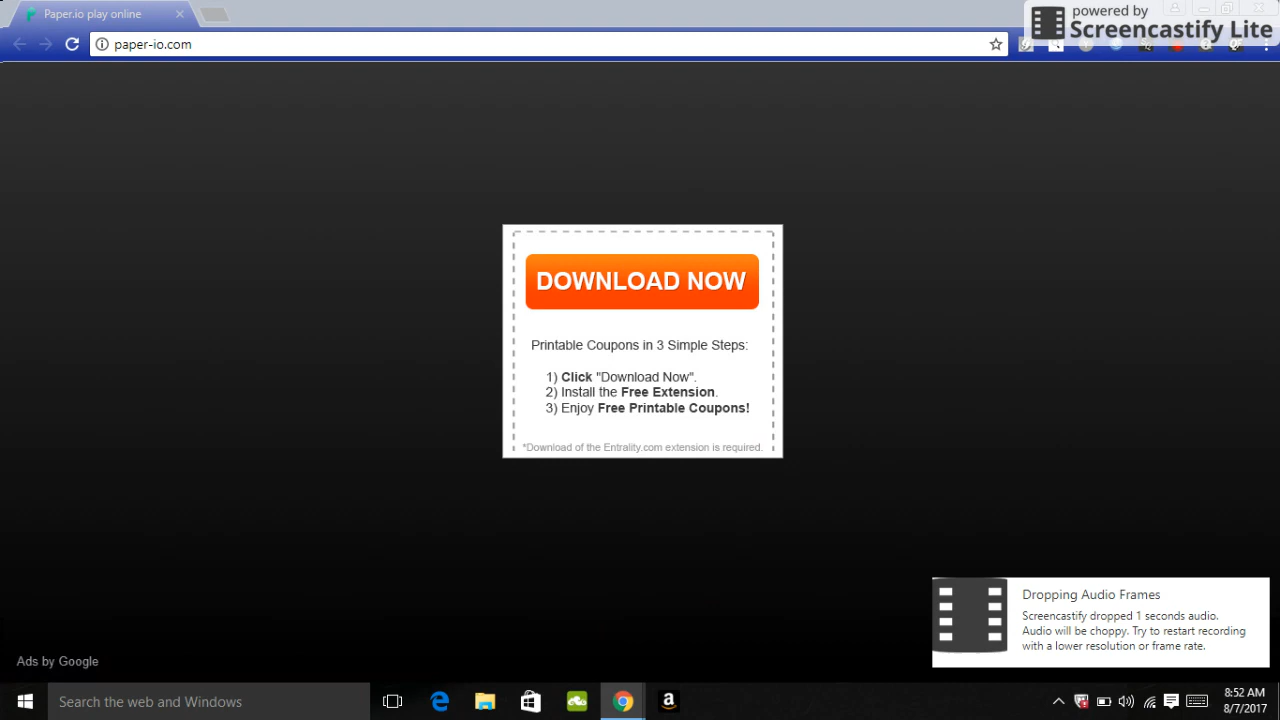 Paper.io play online
powered by
Screencastify Lite
paper-io.com
DOWNLOAD NOW
Printable Coupons in 3 Simple Steps:
1) Click "Download Now".
2) Install the Free Extension.
3) Enjoy Free Printable Coupons!
*Download of the Entrality.com extension is required.
Dropping Audio Frames
Screencastify dropped 1 seconds audio.
Audio will be choppy. Try to restart recording
with a lower resolution or frame rate.
Ads by Google
Search the web and Windows
8:52 AM
8/7/2017